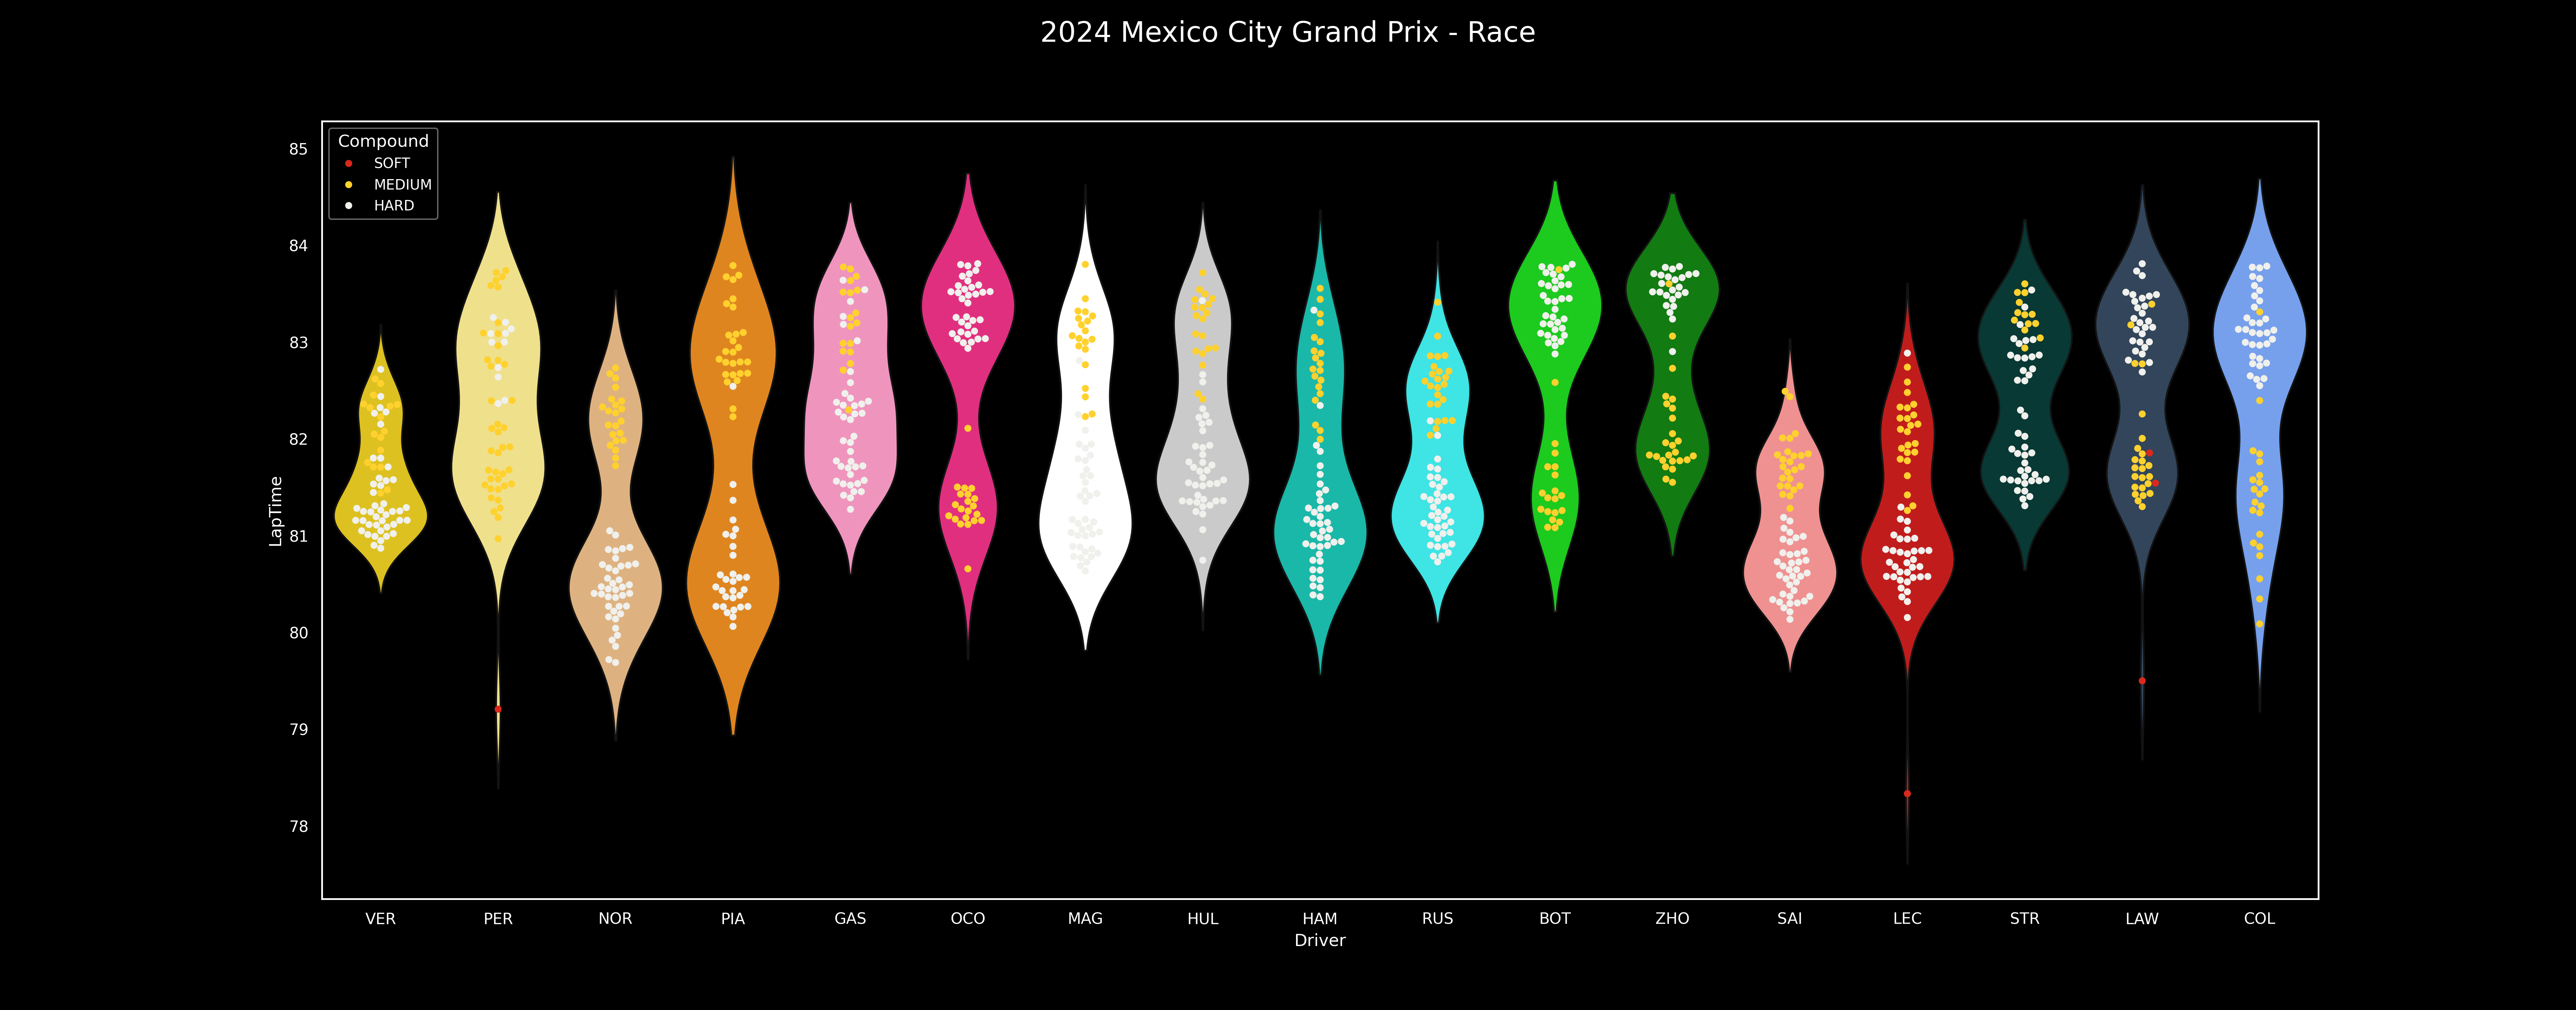 2024 Mexico City Grand Prix - Race
Compound
SOFT
MEDIUM
HARD
85
84
83
82
81
80
79
78
LapTime
VER PER NOR PIA GAS OCO MAG HUL HAM RUS BOT ZHO SAI LEC STR LAW COL
Driver